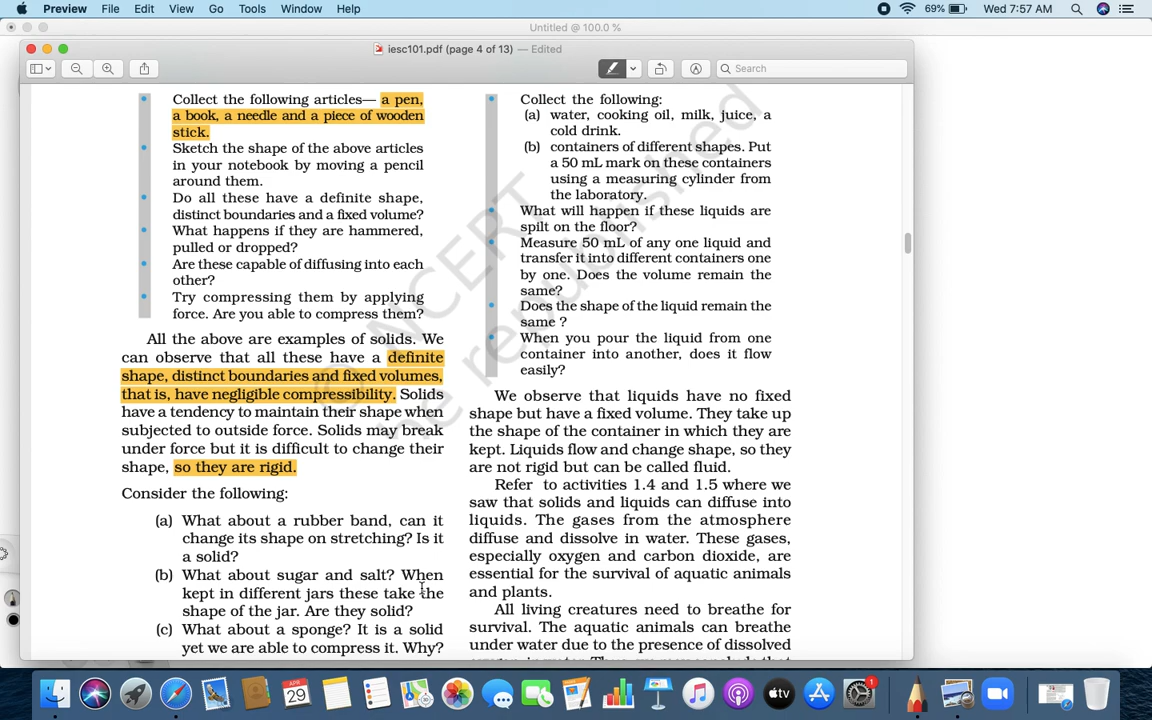 Preview File Edit View Go Tools Window Help 69% Wed 7:57 AM
Untitled @ 100.0 %
iesc101.pdf (page 4 of 13) — Edited
Search
Collect the following articles— a pen,
a book, a needle and a piece of wooden
stick.
Sketch the shape of the above articles
in your notebook by moving a pencil
around them.
Do all these have a definite shape,
distinct boundaries and a fixed volume?
What happens if they are hammered,
pulled or dropped?
Are these capable of diffusing into each
other?
Try compressing them by applying
force. Are you able to compress them?
All the above are examples of solids. We
can observe that all these have a definite
shape, distinct boundaries and fixed volumes,
that is, have negligible compressibility. Solids
have a tendency to maintain their shape when
subjected to outside force. Solids may break
under force but it is difficult to change their
shape, so they are rigid.
Consider the following:
(a) What about a rubber band, can it
change its shape on stretching? Is it
a solid?
(b) What about sugar and salt? When
kept in different jars these take the
shape of the jar. Are they solid?
(c) What about a sponge? It is a solid
yet we are able to compress it. Why?
Collect the following:
(a) water, cooking oil, milk, juice, a
cold drink.
(b) containers of different shapes. Put
a 50 mL mark on these containers
using a measuring cylinder from
the laboratory.
What will happen if these liquids are
spilt on the floor?
Measure 50 mL of any one liquid and
transfer it into different containers one
by one. Does the volume remain the
same?
Does the shape of the liquid remain the
same ?
When you pour the liquid from one
container into another, does it flow
easily?
We observe that liquids have no fixed
shape but have a fixed volume. They take up
the shape of the container in which they are
kept. Liquids flow and change shape, so they
are not rigid but can be called fluid.
Refer to activities 1.4 and 1.5 where we
saw that solids and liquids can diffuse into
liquids. The gases from the atmosphere
diffuse and dissolve in water. These gases,
especially oxygen and carbon dioxide, are
essential for the survival of aquatic animals
and plants.
All living creatures need to breathe for
survival. The aquatic animals can breathe
under water due to the presence of dissolved
© NCERT
be republished
APR
29
tv
1